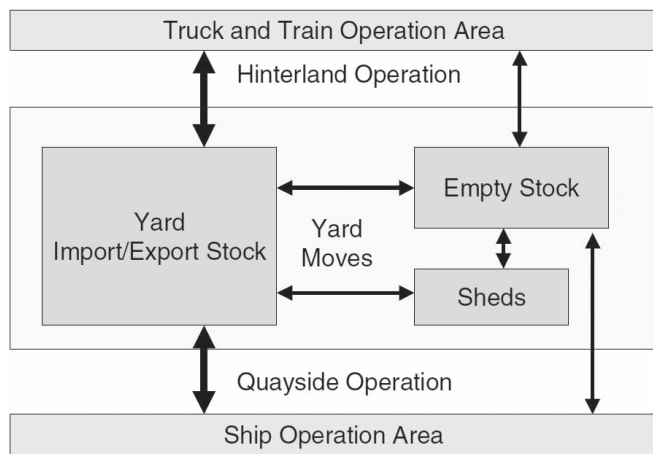 Truck and Train Operation Area
Hinterland Operation
Empty Stock
Yard
Import/Export Stock
Yard
Moves
Sheds
Quayside Operation
Ship Operation Area